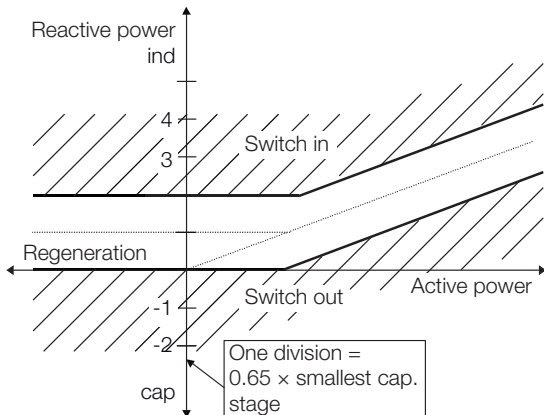 Reactive power
ind
4
Switch in
3
Regeneration
Active power
-1
Switch out
-2
One division =
0.65 × smallest cap.
stage
cap